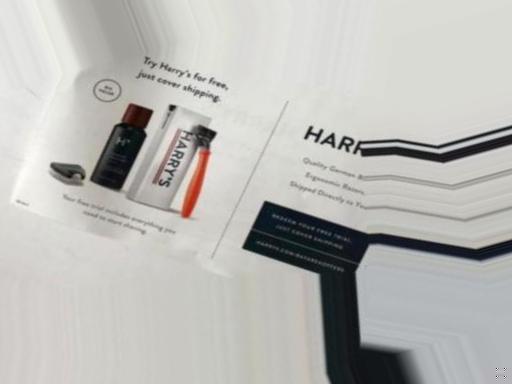 Try Harry's for free,
just cover shipping.
HARRY'S
Your free trial includes everything you
need to start shaving.
HARR
Quality German B
Ergonomic Razors,
Shipped Directly to Yo
REDEEM YOUR FREE TRIAL,
JUST COVER SHIPPING